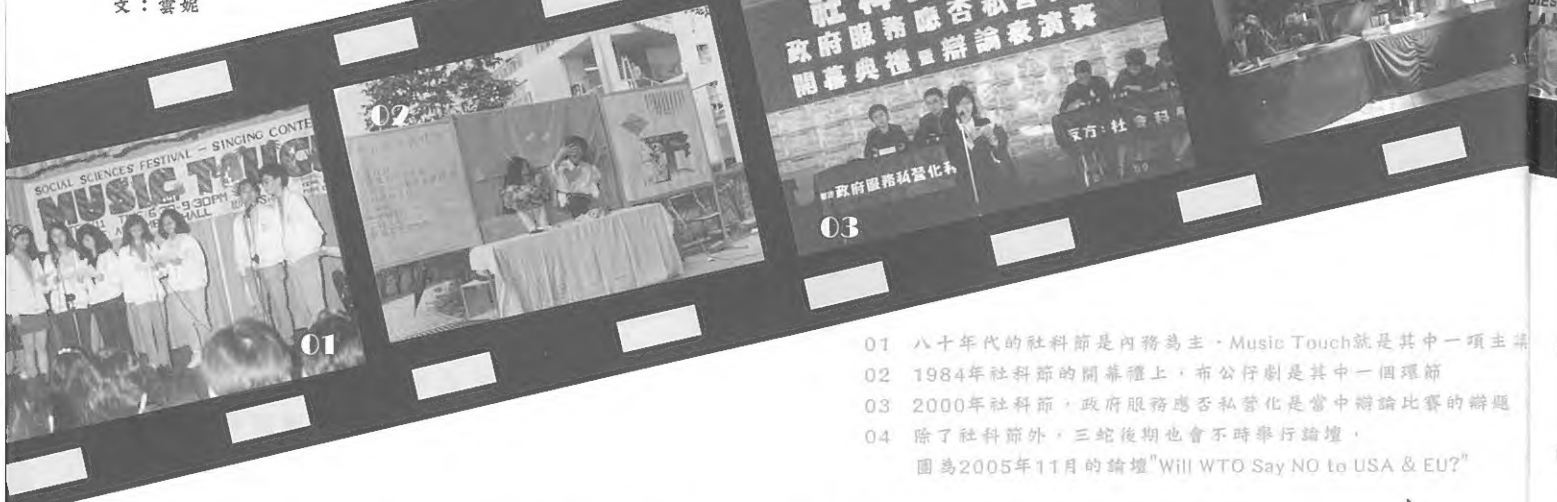 文：雲妮
SOCIAL SCIENCES FESTIVAL – SINGING CONTE
MUSIC TOUCH
HALL
01
02
社科
政府服務應否私營
開幕典禮暨辯論表演賽
政府服務私營化利
反方：社會科
03
01 八十年代的社科節是內務為主，Music Touch就是其中一項主
02 1984年社科節的開幕禮上，布公仔劇是其中一個環節
03 2000年社科節，政府服務應否私營化是當中辯論比賽的辯題
04 除了社科節外，三蛇後期也會不時舉行論壇，
圖為2005年11月的論壇"Will WTO Say NO to USA & EU?"